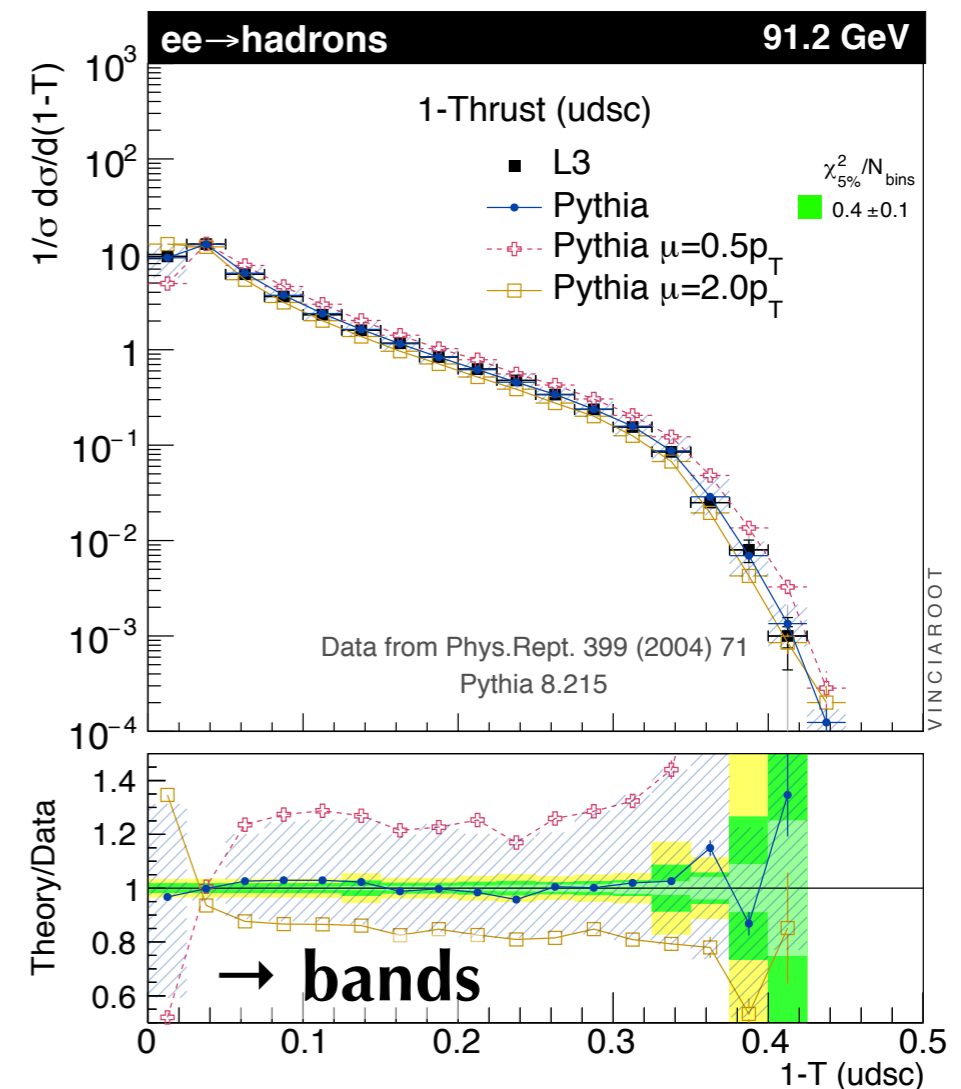 ee→hadrons 91.2 GeV
1/σ dσ/d(1-T)
10³
10²
10
1
10⁻¹
10⁻²
10⁻³
10⁻⁴
1-Thrust (udsc)
L3
Pythia
Pythia μ=0.5p_T
Pythia μ=2.0p_T
χ²_5%/N_bins
0.4 ±0.1
Data from Phys.Rept. 399 (2004) 71
Pythia 8.215
VINCIAROOT
Theory/Data
1.4
1.2
1
0.8
0.6
→ bands
0 0.1 0.2 0.3 0.4 0.5
1-T (udsc)